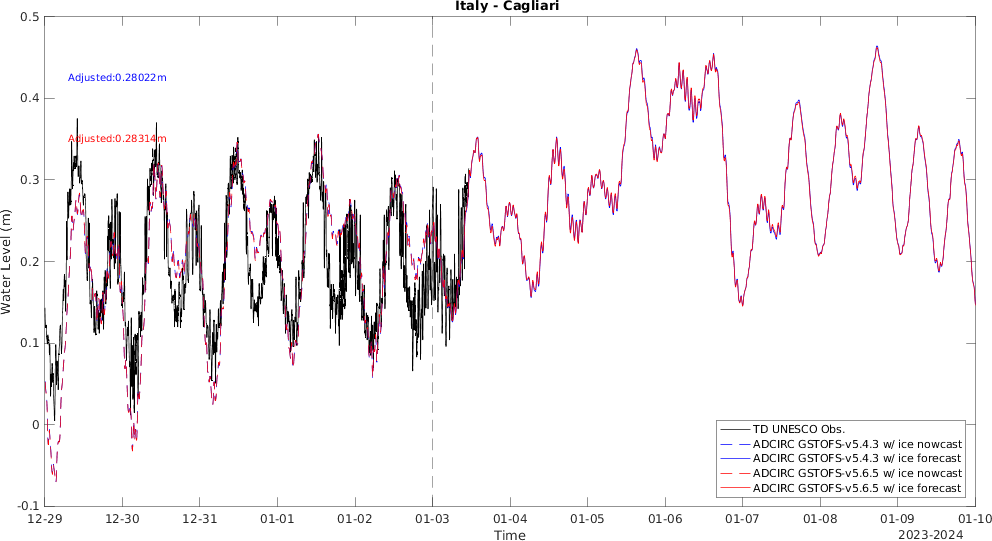 Italy - Cagliari
0.5
Adjusted:0.28022m
0.4
Adjusted:0.28314m
0.3
0.2
0.1
0
-0.1
Water Level (m)
TD UNESCO Obs.
ADCIRC GSTOFS-v5.4.3 w/ ice nowcast
ADCIRC GSTOFS-v5.4.3 w/ ice forecast
ADCIRC GSTOFS-v5.6.5 w/ ice nowcast
ADCIRC GSTOFS-v5.6.5 w/ ice forecast
12-29 12-30 12-31 01-01 01-02 01-03 01-04 01-05 01-06 01-07 01-08 01-09 01-10
Time
2023-2024